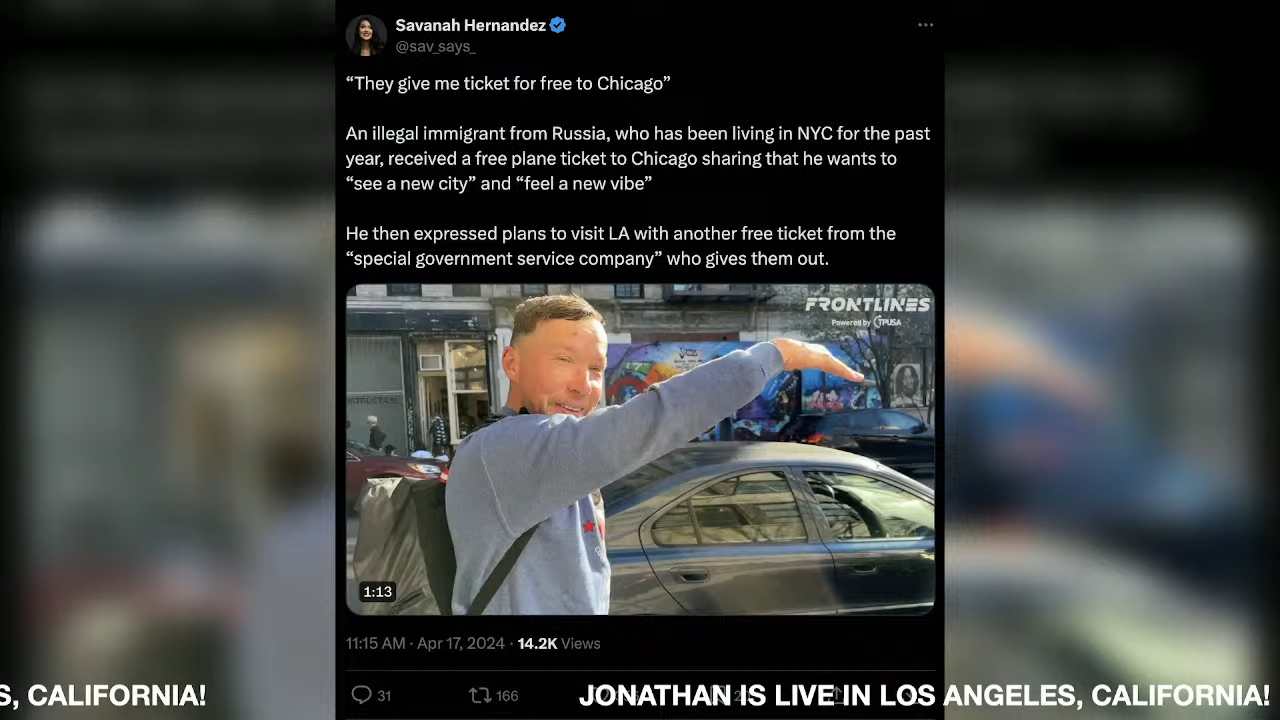 Savanah Hernandez
@sav_says_
“They give me ticket for free to Chicago”
An illegal immigrant from Russia, who has been living in NYC for the past
year, received a free plane ticket to Chicago sharing that he wants to
“see a new city” and “feel a new vibe”
He then expressed plans to visit LA with another free ticket from the
“special government service company” who gives them out.
FRONTLINES
Powered by TPUSA
1:13
11:15 AM · Apr 17, 2024 · 14.2K Views
31 166
S, CALIFORNIA! JONATHAN IS LIVE IN LOS ANGELES, CALIFORNIA!